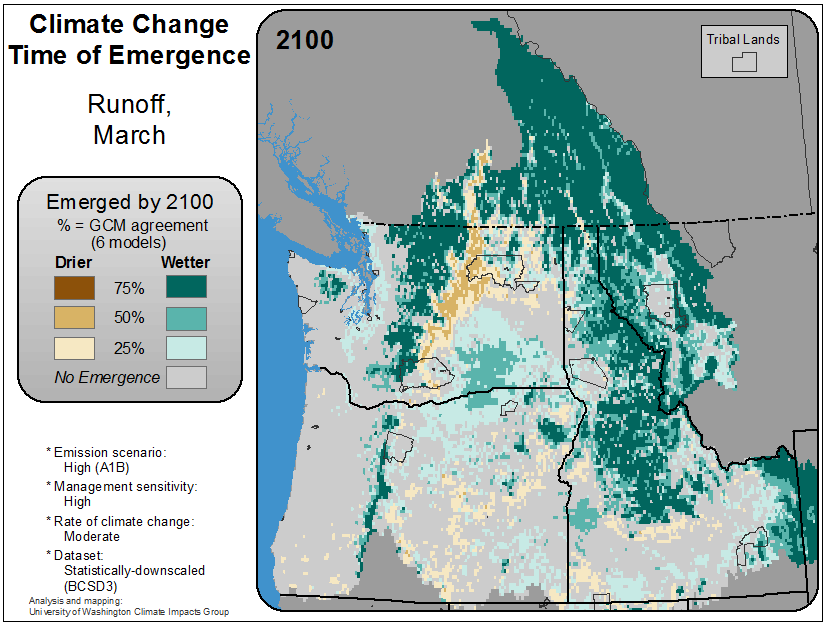 Climate Change
Time of Emergence
Runoff,
March
Emerged by 2100
% = GCM agreement
(6 models)
Drier Wetter
75%
50%
25%
No Emergence
* Emission scenario:
High (A1B)
* Management sensitivity:
High
* Rate of climate change:
Moderate
* Dataset:
Statistically-downscaled
(BCSD3)
Analysis and mapping:
University of Washington Climate Impacts Group
2100
Tribal Lands